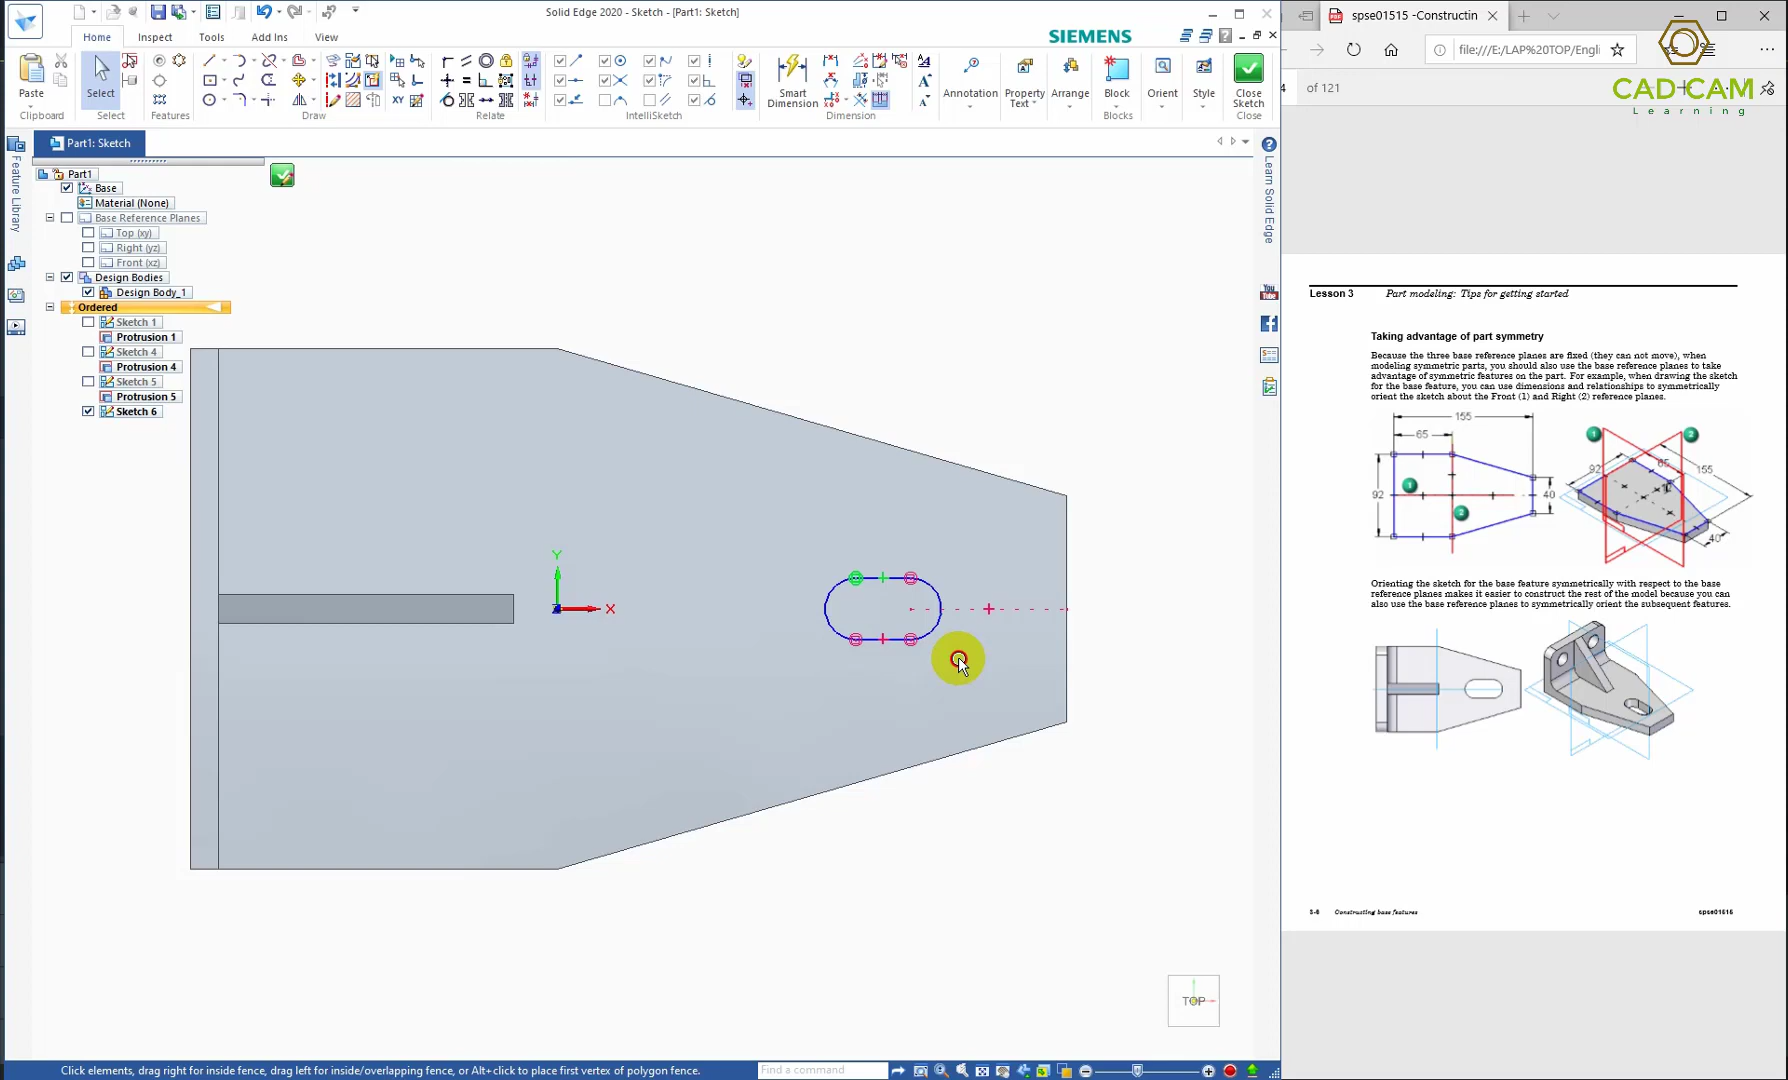 Solid Edge 2020 - Sketch - [Part1: Sketch]
Home
Inspect
Tools
Add Ins
View
SIEMENS
Paste
Select
Smart
Dimension
Annotation
Property
Text
Arrange
Block
Orient
Style
Close
Sketch
Clipboard
Select
Features
Draw
Relate
IntelliSketch
Dimension
Blocks
Close
Part1: Sketch
Feature Library
Learn Solid Edge
Part1
Base
Material (None)
Base Reference Planes
Top (xy)
Right (yz)
Front (xz)
Design Bodies
Design Body_1
Ordered
Sketch 1
Protrusion 1
Sketch 4
Protrusion 4
Sketch 5
Protrusion 5
Sketch 6
Y
X
TOP
Click elements, drag right for inside fence, drag left for inside/overlapping fence, or Alt+click to place first vertex of polygon fence.
Find a command
spse01515 -Constructin
file:///E:/LAP%20TOP/Engli
of 121
CAD-CAM
Learning
Lesson 3
Part modeling: Tips for getting started
Taking advantage of part symmetry
Because the three base reference planes are fixed (they can not move), when
modeling symmetric parts, you should also use the base reference planes to take
advantage of symmetric features on the part. For example, when drawing the sketch
for the base feature, you can use dimensions and relationships to symmetrically
orient the sketch about the Front (1) and Right (2) reference planes.
155
65
92
40
1
2
1
2
92
65
155
40
Orienting the sketch for the base feature symmetrically with respect to the base
reference planes makes it easier to construct the rest of the model because you can
also use the base reference planes to symmetrically orient the subsequent features.
3-6
Constructing base features
spse01515